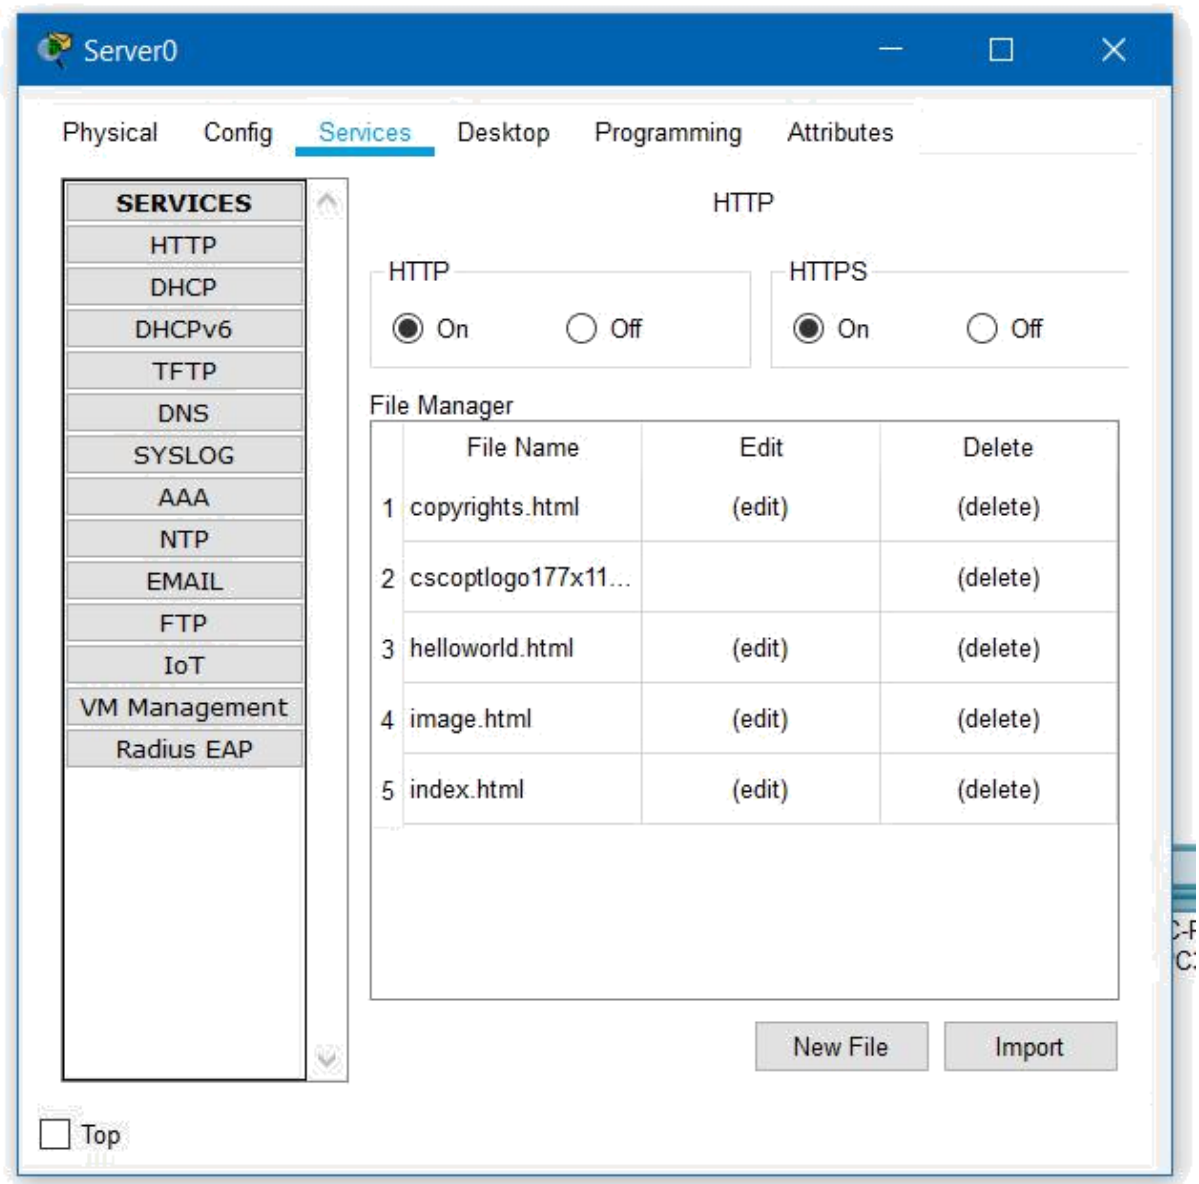 Server0
Physical Config Services Desktop Programming Attributes
SERVICES
HTTP
DHCP
DHCPv6
TFTP
DNS
SYSLOG
AAA
NTP
EMAIL
FTP
IoT
VM Management
Radius EAP
HTTP
HTTP HTTPS
On Off On Off
File Manager
File Name Edit Delete
1 copyrights.html (edit) (delete)
2 cscoptlogo177x11... (delete)
3 helloworld.html (edit) (delete)
4 image.html (edit) (delete)
5 index.html (edit) (delete)
New File Import
Top